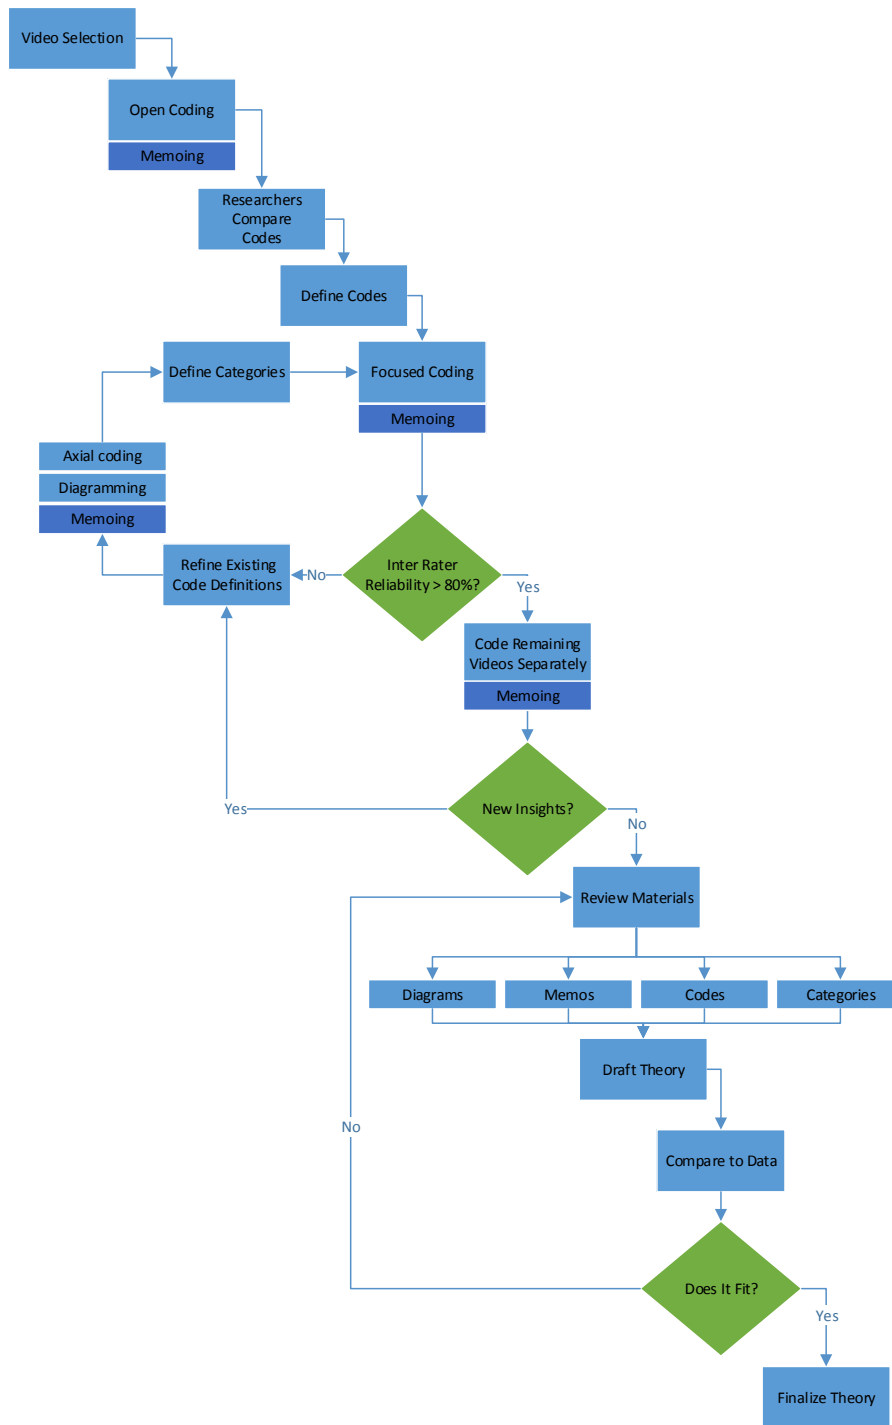 Video Selection
Open Coding
Memoing
Researchers
Compare
Codes
Define Codes
Define Categories
Focused Coding
Memoing
Axial coding
Diagramming
Memoing
Refine Existing
Code Definitions
No
Inter Rater
Reliability > 80%?
Yes
Code Remaining
Videos Separately
Memoing
New Insights?
Yes
No
Review Materials
Diagrams
Memos
Codes
Categories
Draft Theory
No
Compare to Data
Does It Fit?
Yes
Finalize Theory